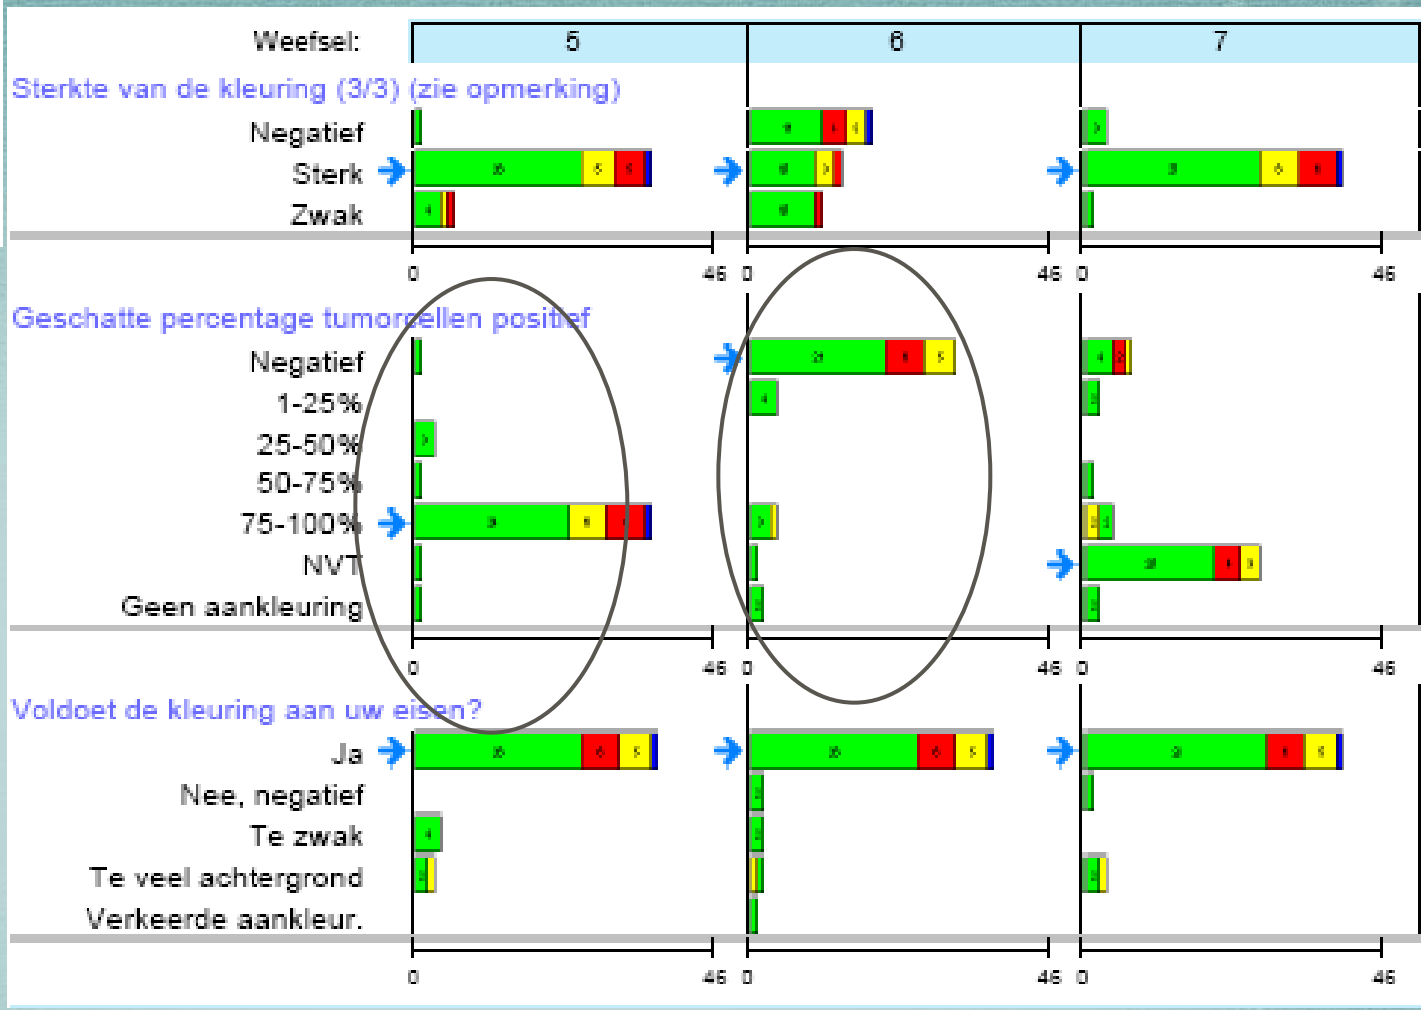 Weefsel: 5 6 7
Sterkte van de kleuring (3/3) (zie opmerking)
Negatief
Sterk
Zwak
0 46 0 46 0 46
Geschatte percentage tumorcellen positief
Negatief
1-25%
25-50%
50-75%
75-100%
NVT
Geen aankleuring
0 46 0 46 0 46
Voldoet de kleuring aan uw eisen?
Ja
Nee, negatief
Te zwak
Te veel achtergrond
Verkeerde aankleur.
0 46 0 46 0 46